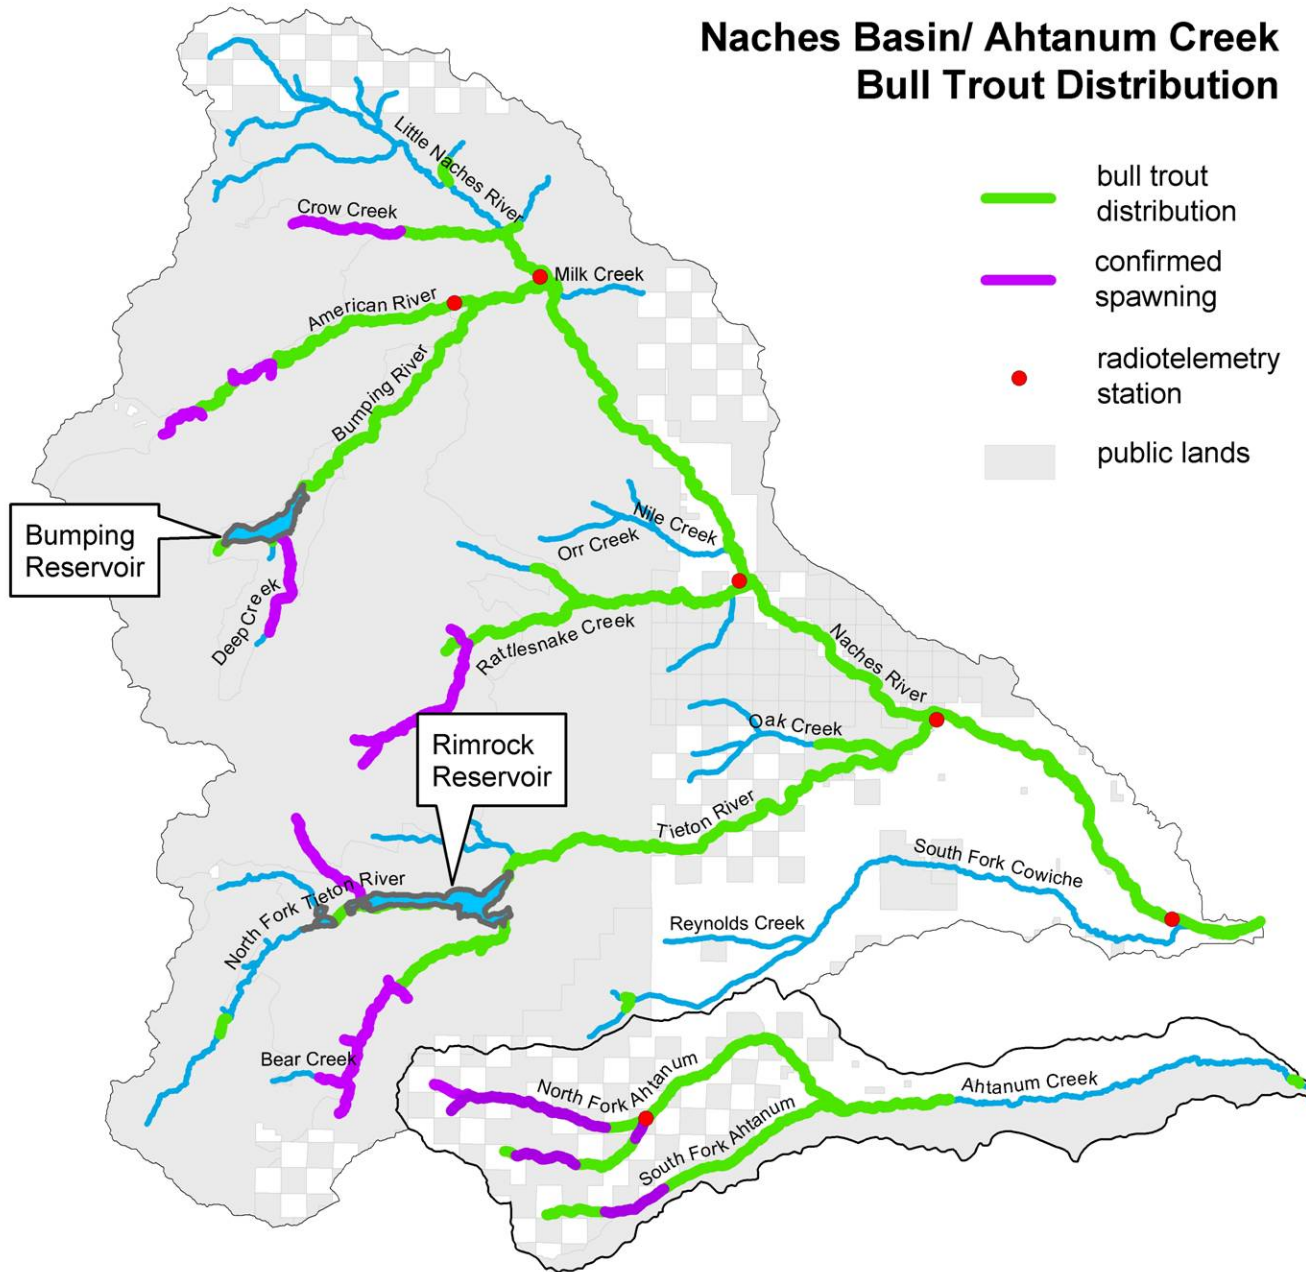 Naches Basin/ Ahtanum Creek
Bull Trout Distribution
bull trout
distribution
confirmed
spawning
radiotelemetry
station
public lands
Little Naches River
Crow Creek
Milk Creek
American River
Bumping River
Bumping
Reservoir
Nile Creek
Orr Creek
Deep Creek
Rattlesnake Creek
Naches River
Oak Creek
Rimrock
Reservoir
Tieton River
South Fork Cowiche
North Fork Tieton River
Reynolds Creek
Bear Creek
North Fork Ahtanum
Ahtanum Creek
South Fork Ahtanum